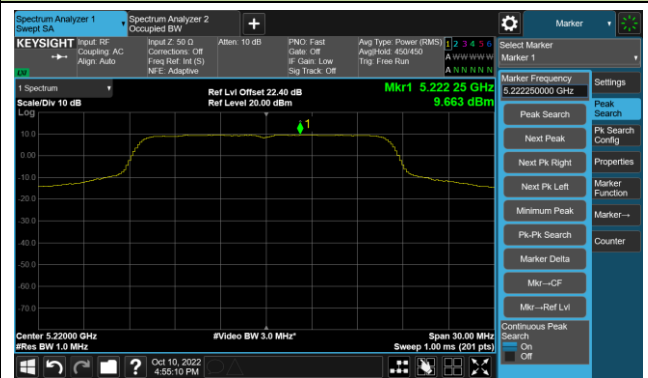 Spectrum Analyzer 1
Swept SA
Spectrum Analyzer 2
Occupied BW
Marker
KEYSIGHT
Input: RF
Coupling: AC
Align: Auto
Input Z: 50 Ω
Corrections: Off
Freq Ref: Int (S)
NFE: Adaptive
Atten: 10 dB
PNO: Fast
Gate: Off
IF Gain: Low
Sig Track: Off
Avg Type: Power (RMS)
Avg|Hold: 450/450
Trig: Free Run
1 2 3 4 5 6
A W W W W W
A N N N N N
Select Marker
Marker 1
1 Spectrum
Scale/Div 10 dB
Log
Ref Lvl Offset 22.40 dB
Ref Level 20.00 dBm
Mkr1 5.222 25 GHz
9.663 dBm
1
10.0
0.00
-10.0
-20.0
-30.0
-40.0
-50.0
-60.0
-70.0
Center 5.22000 GHz
#Res BW 1.0 MHz
#Video BW 3.0 MHz*
Span 30.00 MHz
Sweep 1.00 ms (201 pts)
Marker Frequency
5.222250000 GHz
Peak Search
Next Peak
Next Pk Right
Next Pk Left
Minimum Peak
Pk-Pk Search
Marker Delta
Mkr→CF
Mkr→Ref Lvl
Continuous Peak
Search
On
Off
Settings
Peak
Search
Pk Search
Config
Properties
Marker
Function
Marker→
Counter
Oct 10, 2022
4:55:10 PM